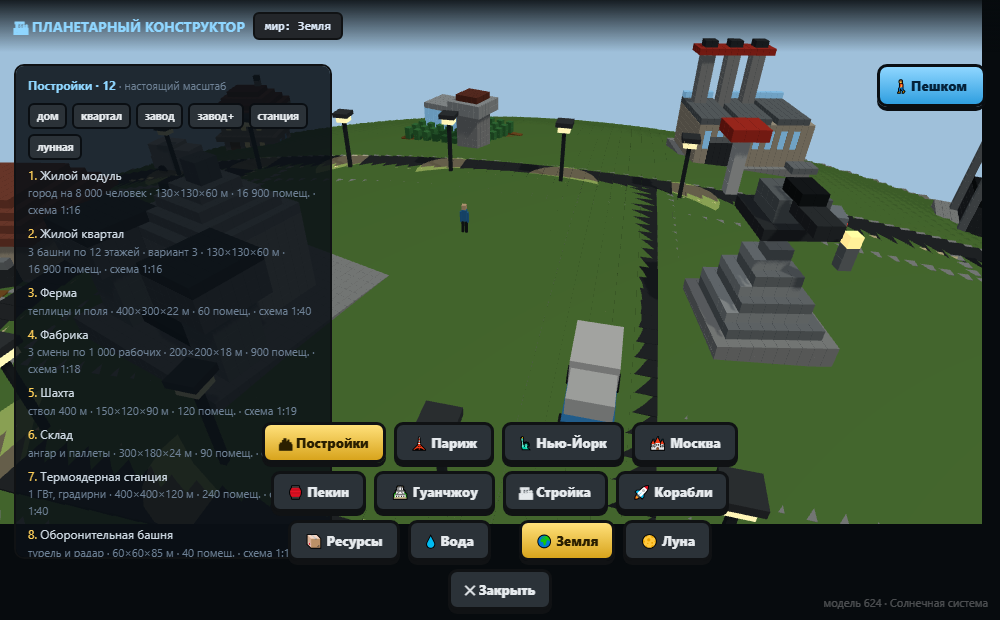 ПЛАНЕТАРНЫЙ КОНСТРУКТОР
мир: Земля
Пешком
Постройки · 12 · настоящий масштаб
дом квартал завод завод+ станция
лунная
1. Жилой модуль
город на 8 000 человек · 130×130×60 м · 16 900 помещ. ·
схема 1:16
2. Жилой квартал
3 башни по 12 этажей · вариант 3 · 130×130×60 м ·
16 900 помещ. · схема 1:16
3. Ферма
теплицы и поля · 400×300×22 м · 60 помещ. · схема 1:40
4. Фабрика
3 смены по 1 000 рабочих · 200×200×18 м · 900 помещ. ·
схема 1:18
5. Шахта
ствол 400 м · 150×120×90 м · 120 помещ. · схема 1:19
6. Склад
ангар и паллеты · 300×180×24 м · 90 помещ. ·
7. Термоядерная станция
1 ГВт, градирни · 400×400×120 м · 240 помещ. ·
1:40
8. Оборонительная башня
турель и радар · 60×60×85 м · 40 помещ. · схема 1:1
Постройки Париж Нью-Йорк Москва
Пекин Гуанчжоу Стройка Корабли
Ресурсы Вода Земля Луна
✕ Закрыть
модель 624 · Солнечная система